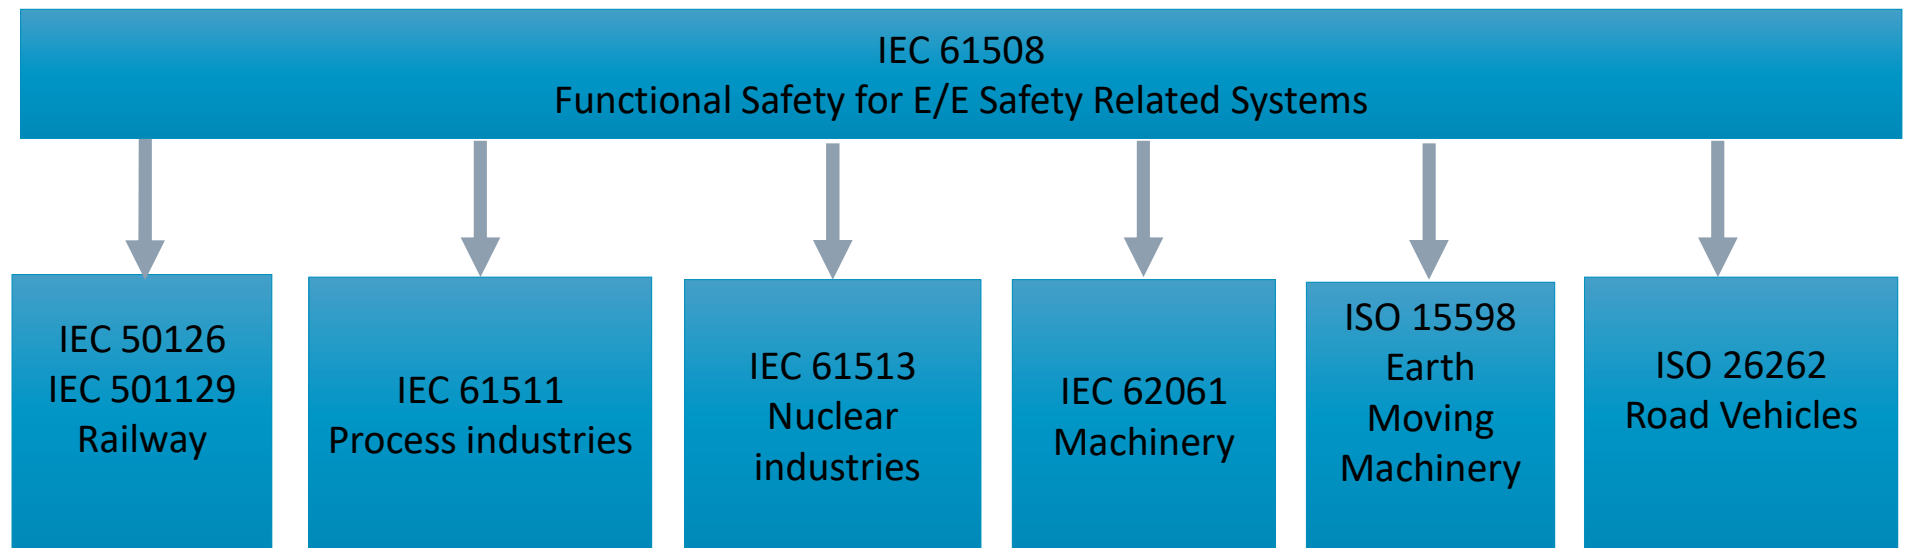 IEC 61508
Functional Safety for E/E Safety Related Systems
IEC 50126
IEC 501129
Railway
IEC 61511
Process industries
IEC 61513
Nuclear
industries
IEC 62061
Machinery
ISO 15598
Earth
Moving
Machinery
ISO 26262
Road Vehicles